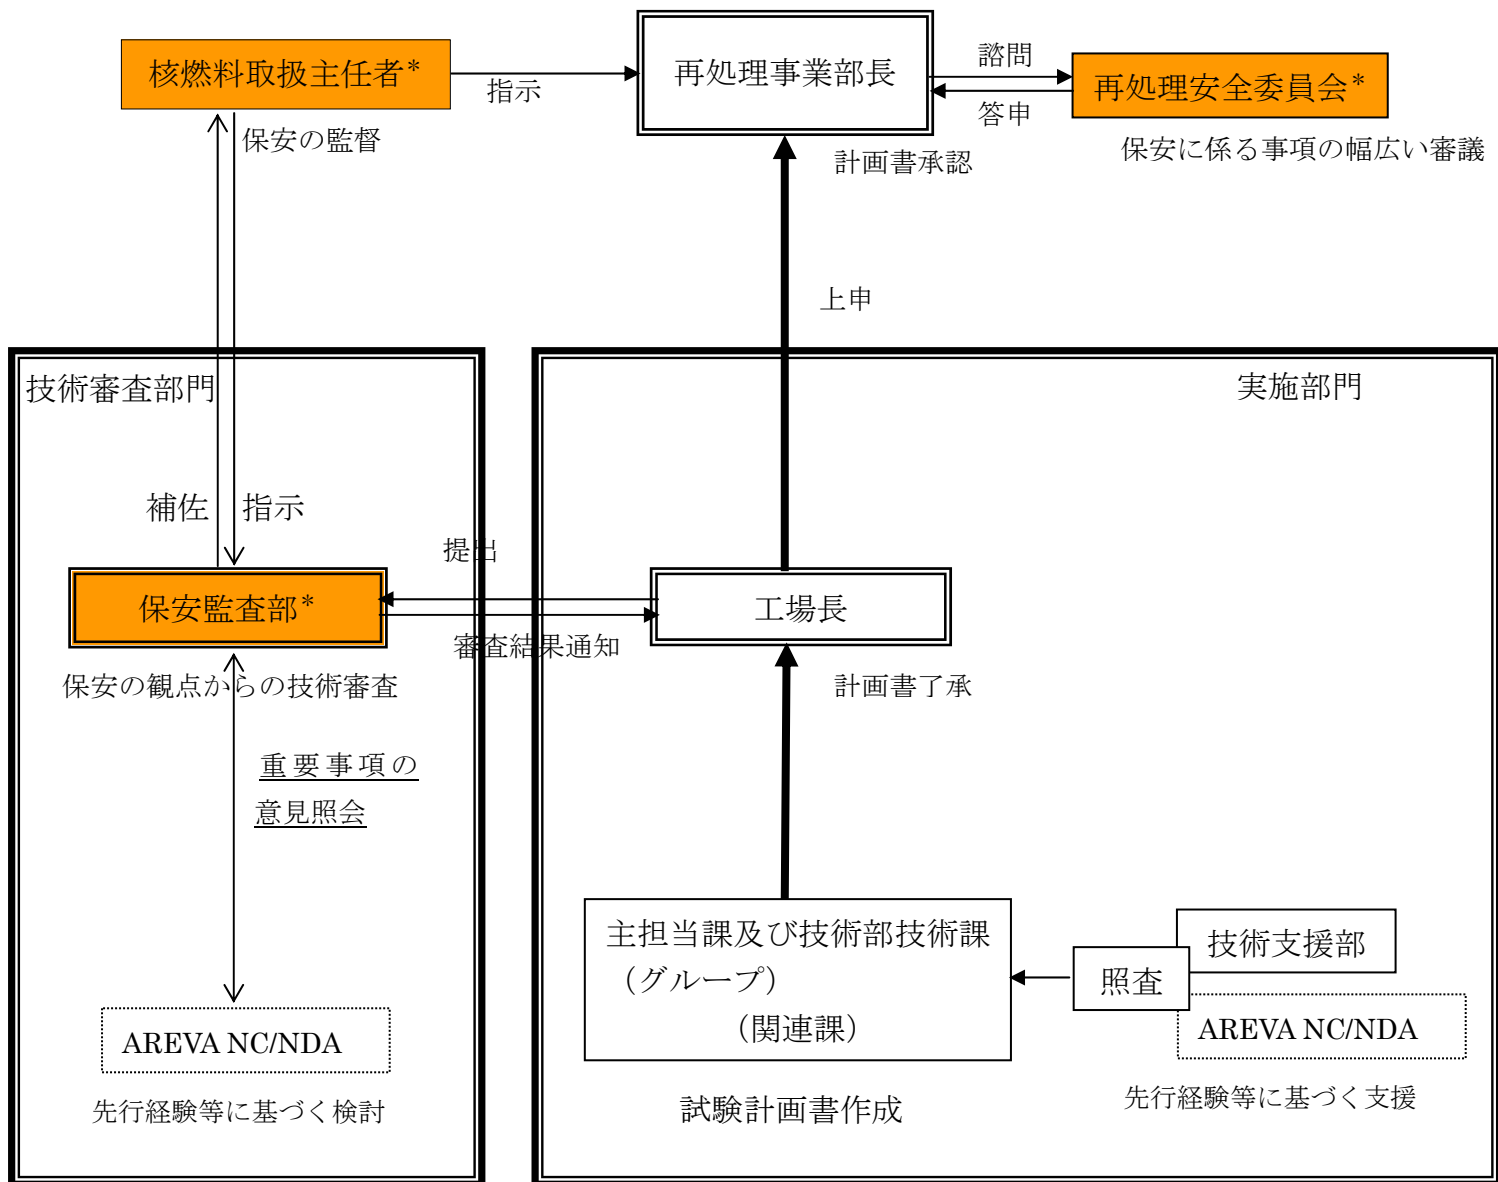 核燃料取扱主任者*
指示
再処理事業部長
諮問
答申
再処理安全委員会*
保安の監督
計画書承認
保安に係る事項の幅広い審議
上申
技術審査部門
実施部門
補佐
指示
提出
保安監査部*
工場長
審査結果通知
保安の観点からの技術審査
計画書了承
重要事項の
意見照会
主担当課及び技術部技術課
（グループ）
（関連課）
技術支援部
照査
AREVA NC/NDA
AREVA NC/NDA
先行経験等に基づく検討
試験計画書作成
先行経験等に基づく支援